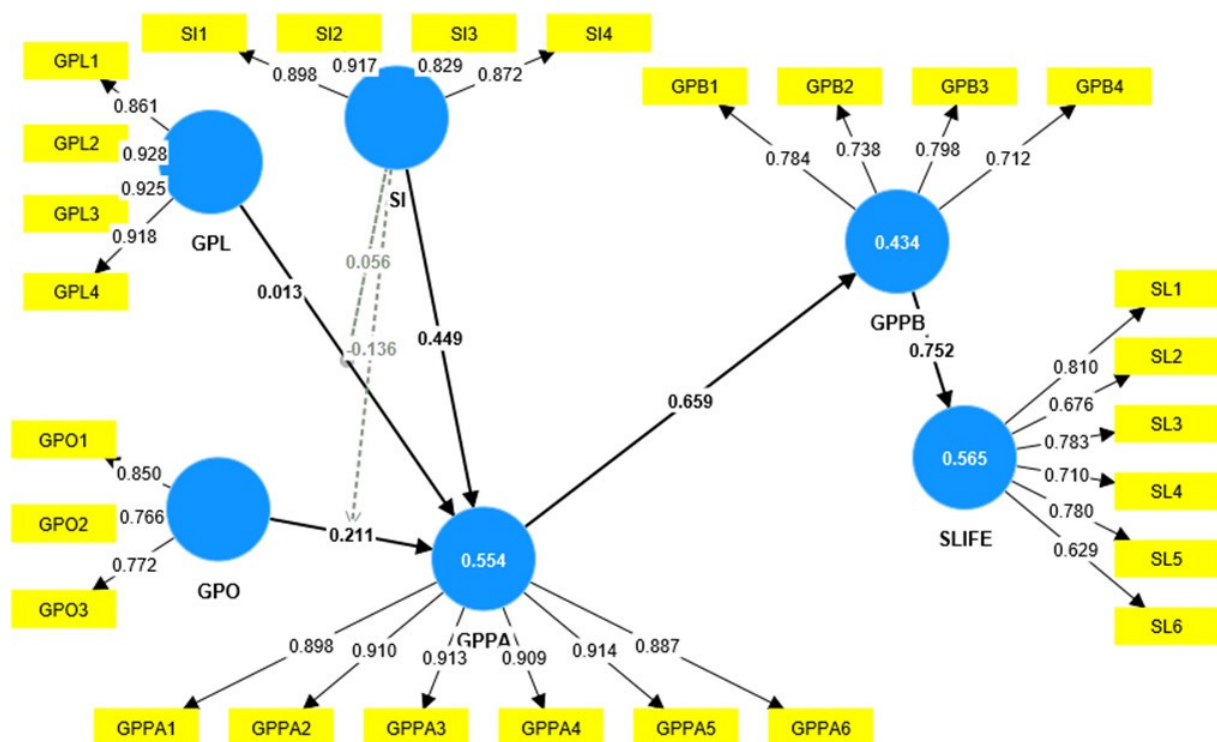 SI1
SI2
SI3
SI4
0.898
0.917
0.829
0.872
GPL1
GPL2
GPL3
GPL4
0.861
0.928
0.925
0.918
GPL
SI
GPB1
GPB2
GPB3
GPB4
0.784
0.738
0.798
0.712
0.434
GPPB
0.056
0.013
-0.136
0.449
0.659
0.752
SL1
SL2
SL3
SL4
SL5
SL6
0.810
0.676
0.783
0.710
0.780
0.629
0.565
SLIFE
GPO1
GPO2
GPO3
0.850
0.766
0.772
GPO
0.211
0.554
GPPA
0.898
0.910
0.913
0.909
0.914
0.887
GPPA1
GPPA2
GPPA3
GPPA4
GPPA5
GPPA6